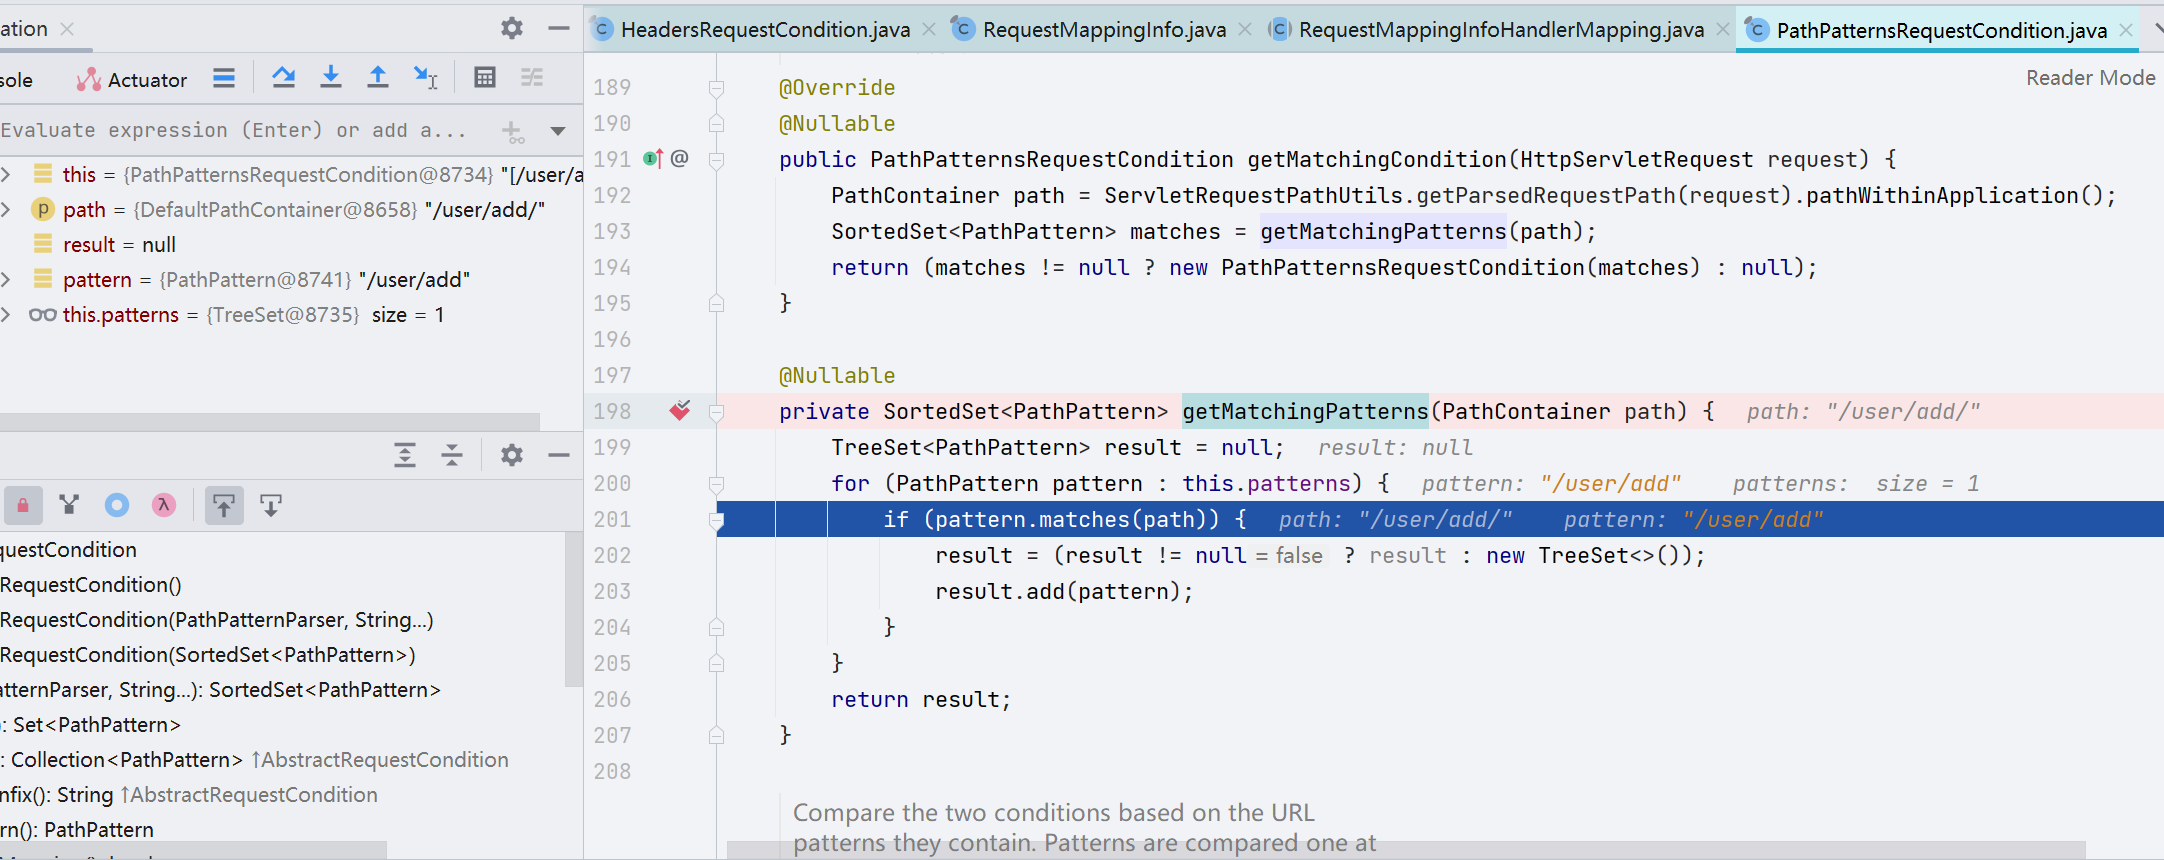 ation
HeadersRequestCondition.java
RequestMappingInfo.java
RequestMappingInfoHandlerMapping.java
PathPatternsRequestCondition.java
sole
Actuator
Evaluate expression (Enter) or add a...
this = {PathPatternsRequestCondition@8734} "[/user/a
path = {DefaultPathContainer@8658} "/user/add/"
result = null
pattern = {PathPattern@8741} "/user/add"
this.patterns = {TreeSet@8735} size = 1
questCondition
RequestCondition()
RequestCondition(PathPatternParser, String...)
RequestCondition(SortedSet<PathPattern>)
atternParser, String...): SortedSet<PathPattern>
): Set<PathPattern>
: Collection<PathPattern> ↑AbstractRequestCondition
nfix(): String ↑AbstractRequestCondition
rn(): PathPattern
Reader Mode
189 @Override
190 @Nullable
191 @ public PathPatternsRequestCondition getMatchingCondition(HttpServletRequest request) {
192 PathContainer path = ServletRequestPathUtils.getParsedRequestPath(request).pathWithinApplication();
193 SortedSet<PathPattern> matches = getMatchingPatterns(path);
194 return (matches != null ? new PathPatternsRequestCondition(matches) : null);
195 }
196
197 @Nullable
198 private SortedSet<PathPattern> getMatchingPatterns(PathContainer path) { path: "/user/add/"
199 TreeSet<PathPattern> result = null; result: null
200 for (PathPattern pattern : this.patterns) { pattern: "/user/add" patterns: size = 1
201 if (pattern.matches(path)) { path: "/user/add/" pattern: "/user/add"
202 result = (result != null = false ? result : new TreeSet<>());
203 result.add(pattern);
204 }
205 }
206 return result;
207 }
208
Compare the two conditions based on the URL
patterns they contain. Patterns are compared one at